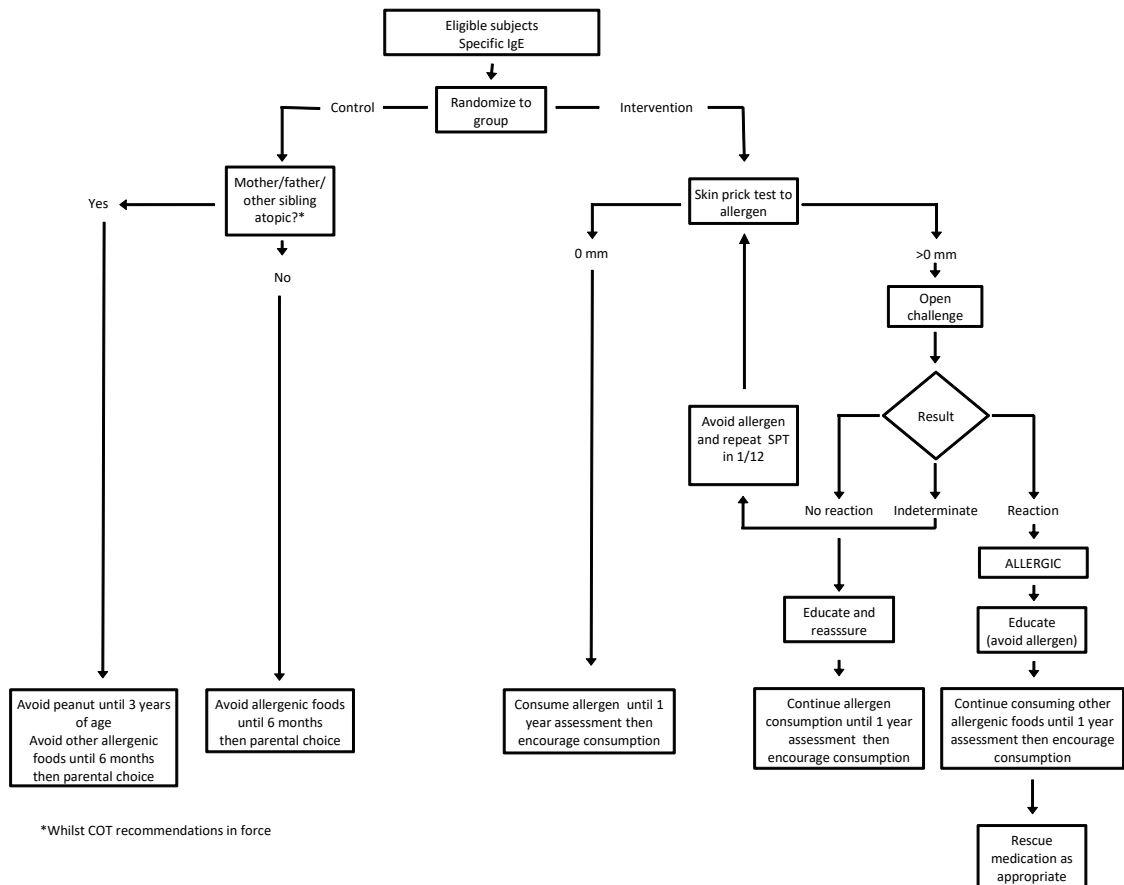 Eligible subjects
Specific IgE
Randomize to
group
Control
Intervention
Mother/father/
other sibling
atopic?*
Yes
No
Skin prick test to
allergen
0 mm
>0 mm
Open
challenge
Result
Avoid allergen
and repeat SPT
in 1/12
No reaction
Indeterminate
Reaction
ALLERGIC
Educate and
reasssure
Educate
(avoid allergen)
Avoid peanut until 3 years
of age
Avoid other allergenic
foods until 6 months
then parental choice
Avoid allergenic foods
until 6 months
then parental choice
Consume allergen until 1
year assessment then
encourage consumption
Continue allergen
consumption until 1 year
assessment then
encourage consumption
Continue consuming other
allergenic foods until 1 year
assessment then encourage
consumption
Rescue
medication as
appropriate
*Whilst COT recommendations in force